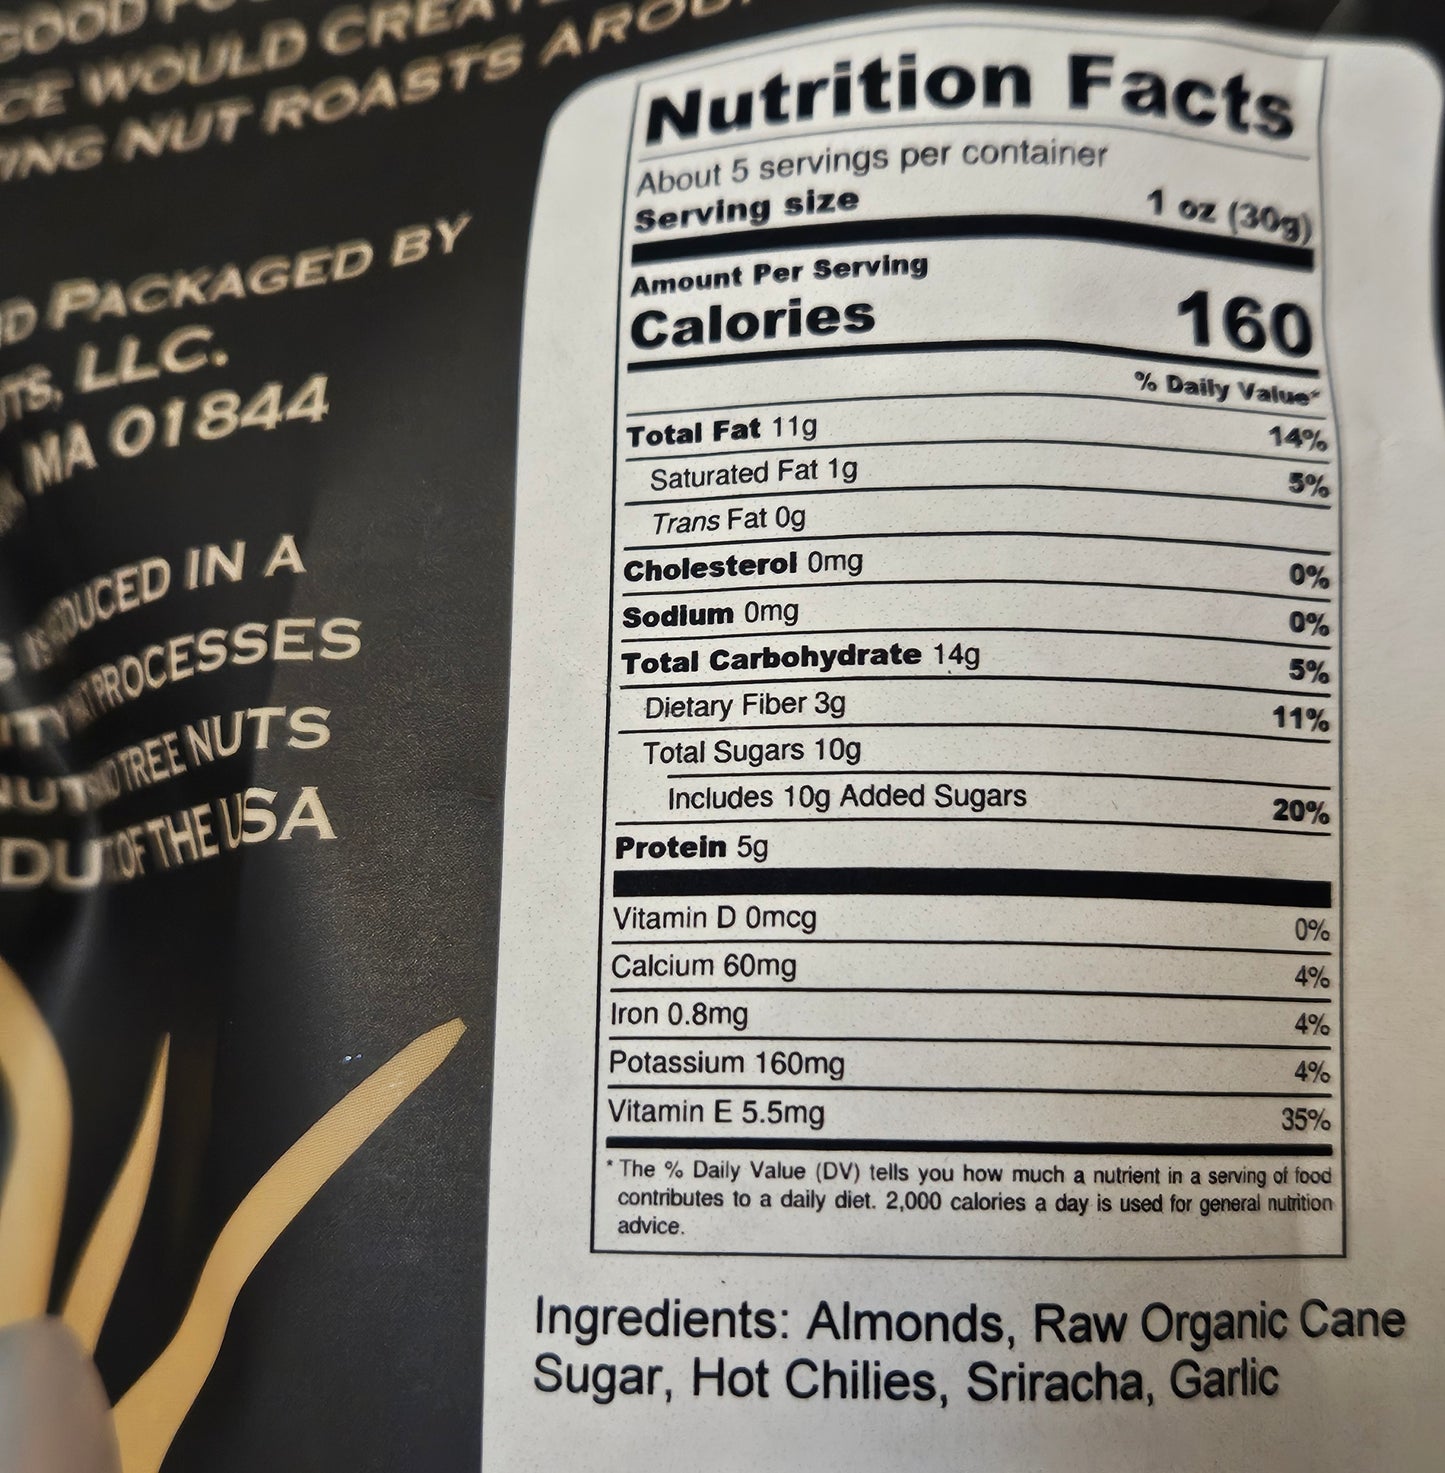 GOOD
CE WOULD CREAT
ING NUT ROASTS AROU
D PACKAGED BY
TS, LLC.
MA 01844
DUCED IN A
PROCESSES
TREE NUTS
OF THE USA
Nutrition Facts
About 5 servings per container
Serving size 1 oz (30g)
Amount Per Serving
Calories 160
% Daily Value*
Total Fat 11g 14%
Saturated Fat 1g 5%
Trans Fat 0g
Cholesterol 0mg 0%
Sodium 0mg 0%
Total Carbohydrate 14g 5%
Dietary Fiber 3g 11%
Total Sugars 10g
Includes 10g Added Sugars 20%
Protein 5g
Vitamin D 0mcg 0%
Calcium 60mg 4%
Iron 0.8mg 4%
Potassium 160mg 4%
Vitamin E 5.5mg 35%
* The % Daily Value (DV) tells you how much a nutrient in a serving of food
contributes to a daily diet. 2,000 calories a day is used for general nutrition
advice.
Ingredients: Almonds, Raw Organic Cane
Sugar, Hot Chilies, Sriracha, Garlic